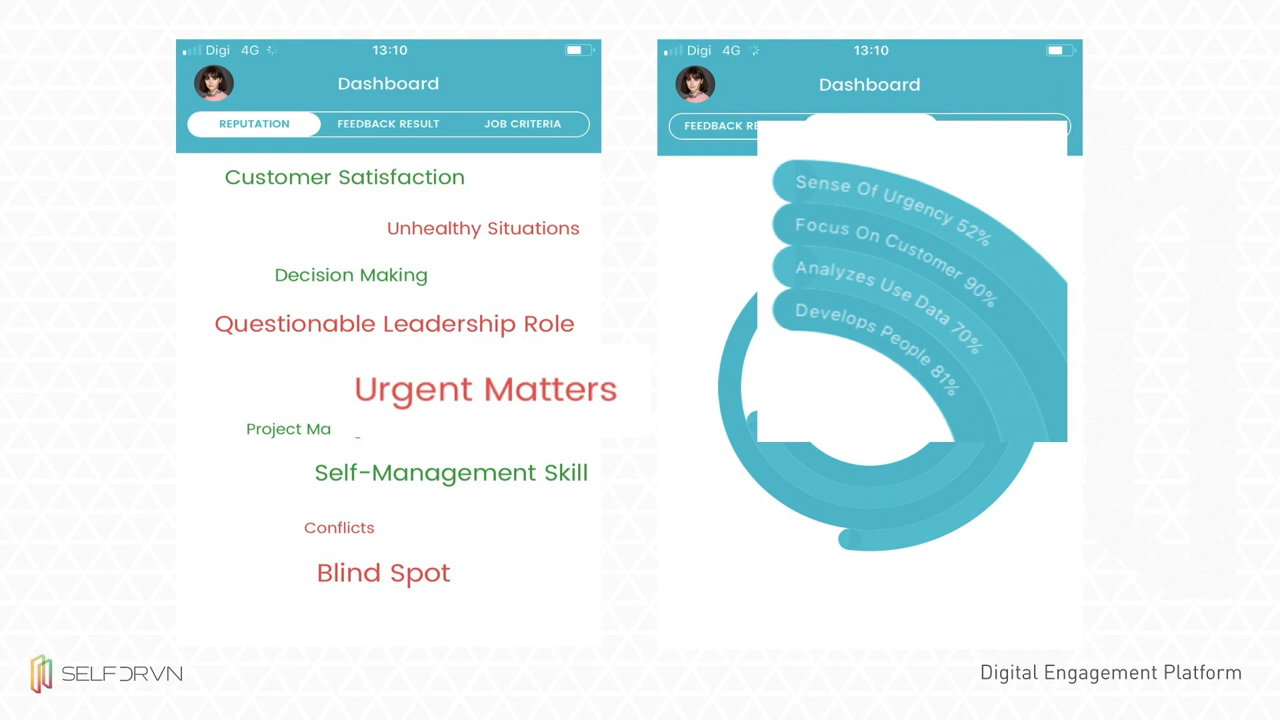 Digi 4G 13:10
Dashboard
REPUTATION FEEDBACK RESULT JOB CRITERIA
Customer Satisfaction
Unhealthy Situations
Decision Making
Questionable Leadership Role
Urgent Matters
Project Ma
Self-Management Skill
Conflicts
Blind Spot
Digi 4G 13:10
Dashboard
FEEDBACK RE
Sense Of Urgency 52%
Focus On Customer 90%
Analyzes Use Data 70%
Develops People 81%
SELFDRVN
Digital Engagement Platform